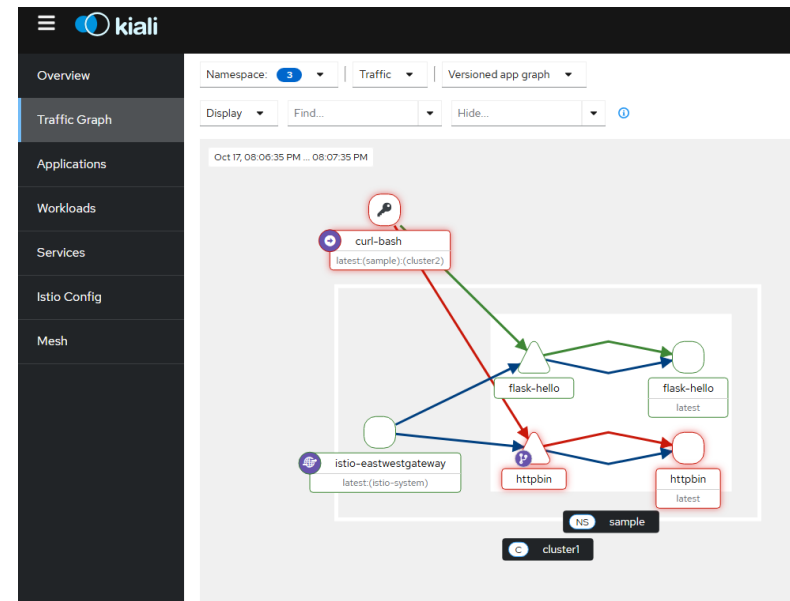 kiali
Overview
Traffic Graph
Applications
Workloads
Services
Istio Config
Mesh
Namespace: 3 Traffic Versioned app graph
Display Find... Hide...
Oct 17, 08:06:35 PM ... 08:07:35 PM
curl-bash
latest:(sample):(cluster2)
flask-hello
flask-hello
latest
istio-eastwestgateway
latest:(istio-system)
httpbin
httpbin
latest
NS sample
C cluster1